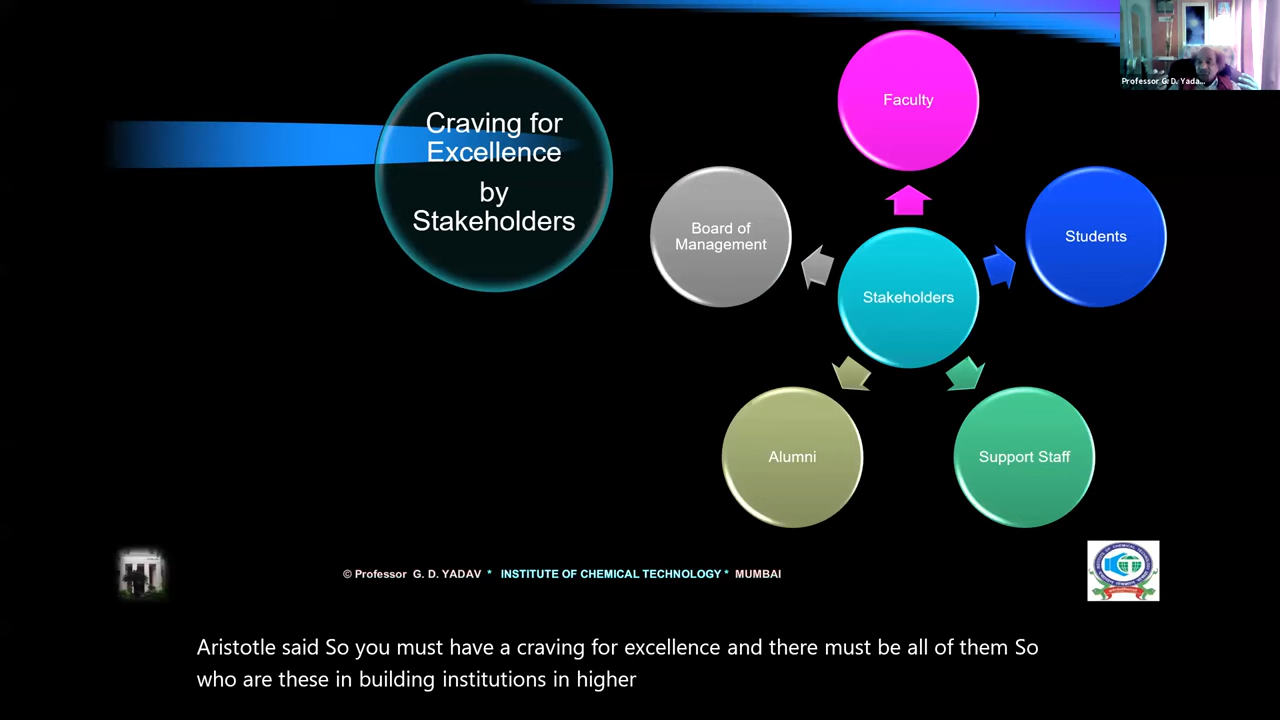 Craving for
Excellence
by
Stakeholders
Faculty
Board of
Management
Students
Stakeholders
Alumni
Support Staff
Professor G. D. Yada...
© Professor G. D. YADAV * INSTITUTE OF CHEMICAL TECHNOLOGY * MUMBAI
Aristotle said So you must have a craving for excellence and there must be all of them So
who are these in building institutions in higher